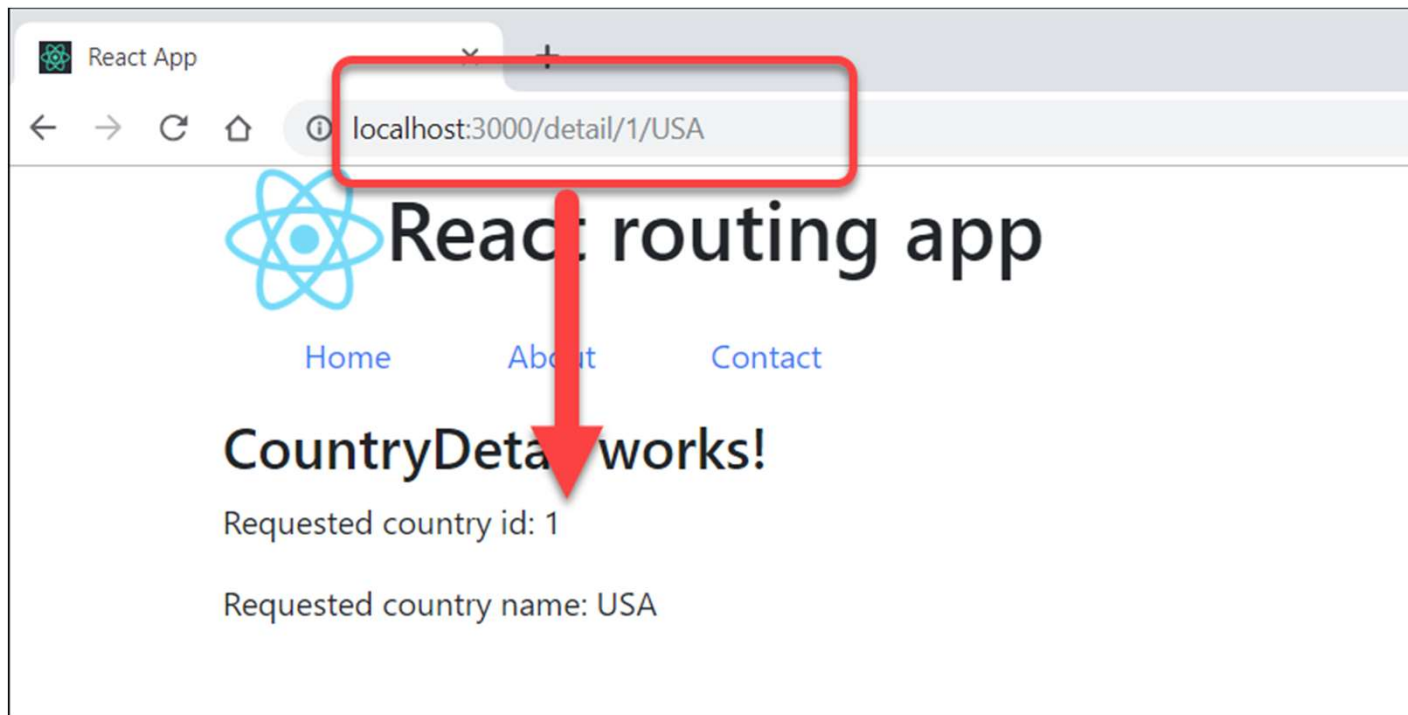 React App
localhost:3000/detail/1/USA
React routing app
Home About Contact
CountryDetail works!
Requested country id: 1
Requested country name: USA